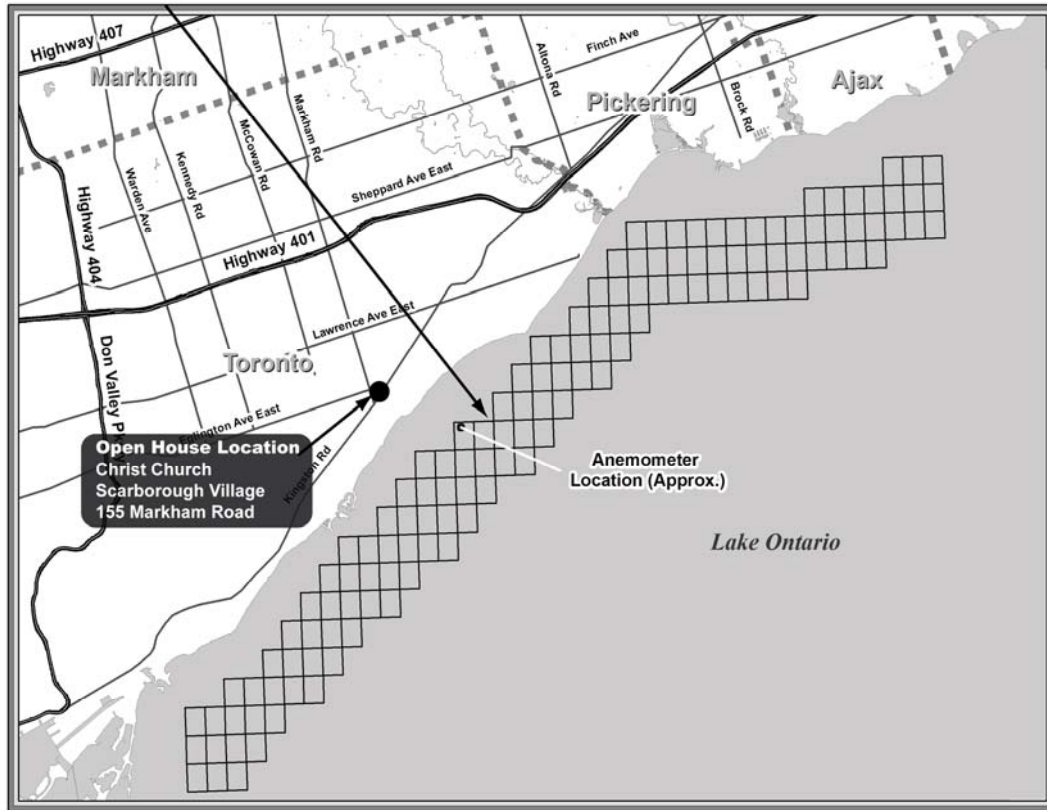 Highway 407
Markham
Altona Rd
Finch Ave
Pickering
Brock Rd
Ajax
Markham Rd
McCowan Rd
Kennedy Rd
Warden Ave
Sheppard Ave East
Highway 404
Highway 401
Lawrence Ave East
Don Valley Pkwy
Toronto
Eglington Ave East
Kingston Rd
Open House Location
Christ Church
Scarborough Village
155 Markham Road
Anemometer
Location (Approx.)
Lake Ontario